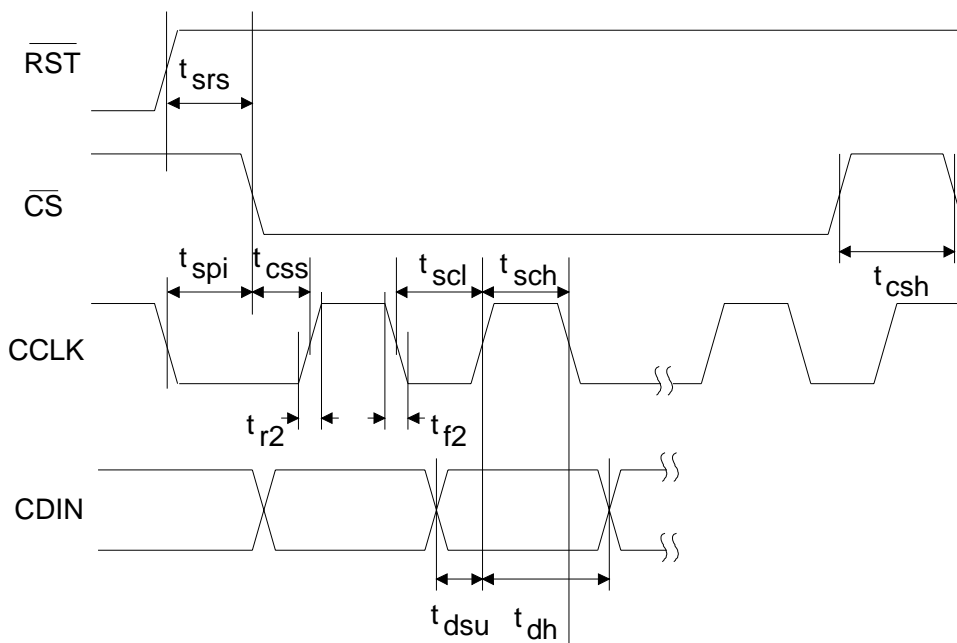 RST
t srs
CS
t spi
t css
t scl
t sch
t csh
CCLK
t r2
t f2
CDIN
t dsu
t dh